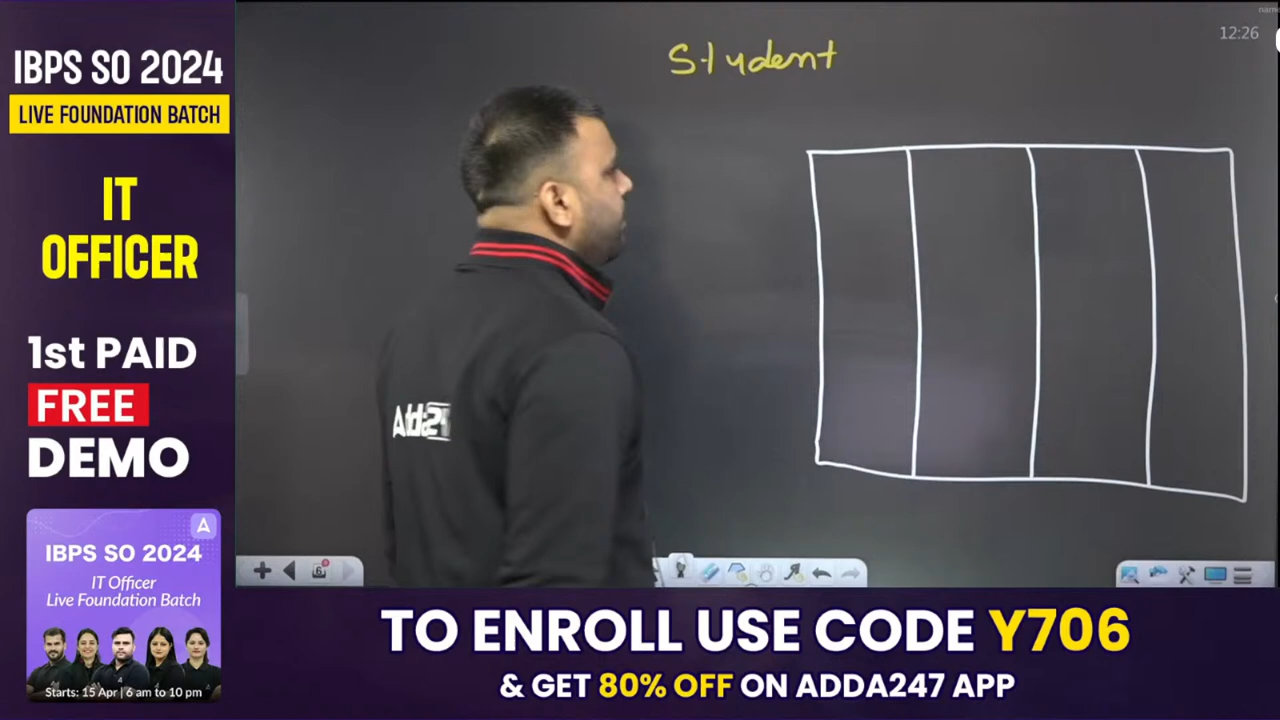 IBPS SO 2024
LIVE FOUNDATION BATCH
IT
OFFICER
1st PAID
FREE
DEMO
A
IBPS SO 2024
IT Officer
Live Foundation Batch
Starts: 15 Apr | 6 am to 10 pm
Student
12:26
TO ENROLL USE CODE Y706
& GET 80% OFF ON ADDA247 APP